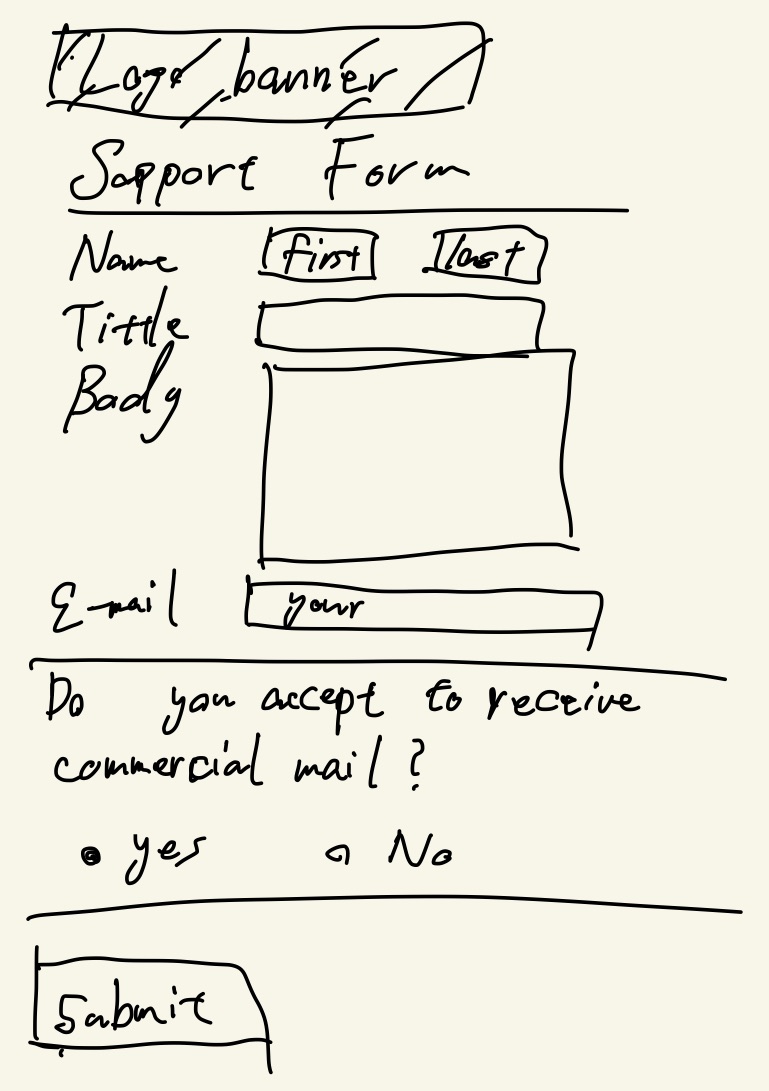 Logo banner
Support Form
Name first last
Tittle
Body
E-mail your
Do you accept to receive
commercial mail?
yes No
Submit